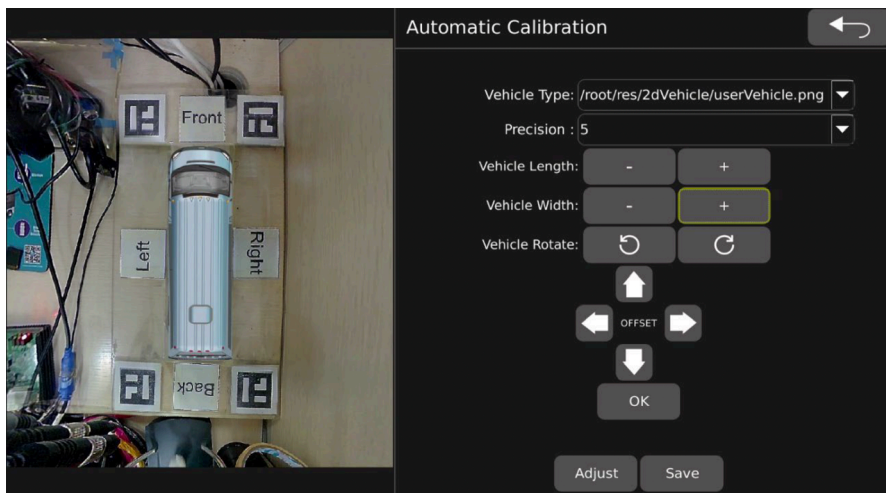 Automatic Calibration
Vehicle Type: /root/res/2dVehicle/userVehicle.png
Precision : 5
Vehicle Length: - +
Vehicle Width: - +
Vehicle Rotate:
OFFSET
OK
Adjust Save
Front
Left
Right
Back